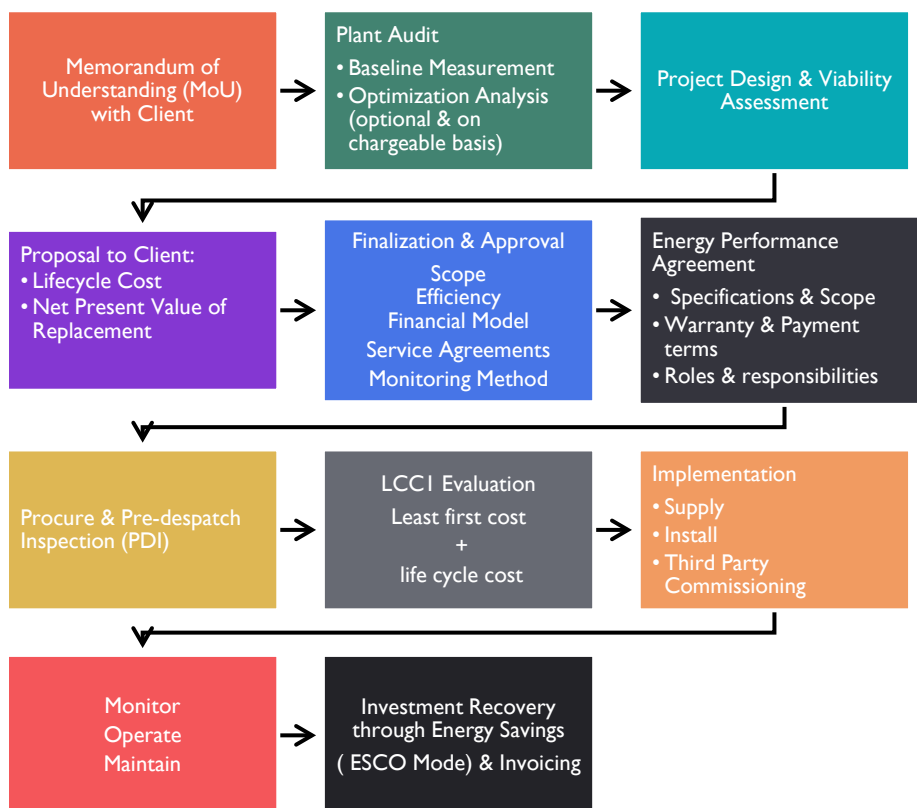 Memorandum of
Understanding (MoU)
with Client
Plant Audit
• Baseline Measurement
• Optimization Analysis
(optional & on
chargeable basis)
Project Design & Viability
Assessment
Proposal to Client:
• Lifecycle Cost
• Net Present Value of
Replacement
Finalization & Approval
Scope
Efficiency
Financial Model
Service Agreements
Monitoring Method
Energy Performance
Agreement
• Specifications & Scope
• Warranty & Payment
terms
• Roles & responsibilities
Procure & Pre-despatch
Inspection (PDI)
LCC1 Evaluation
Least first cost
+
life cycle cost
Implementation
• Supply
• Install
• Third Party
Commissioning
Monitor
Operate
Maintain
Investment Recovery
through Energy Savings
( ESCO Mode) & Invoicing